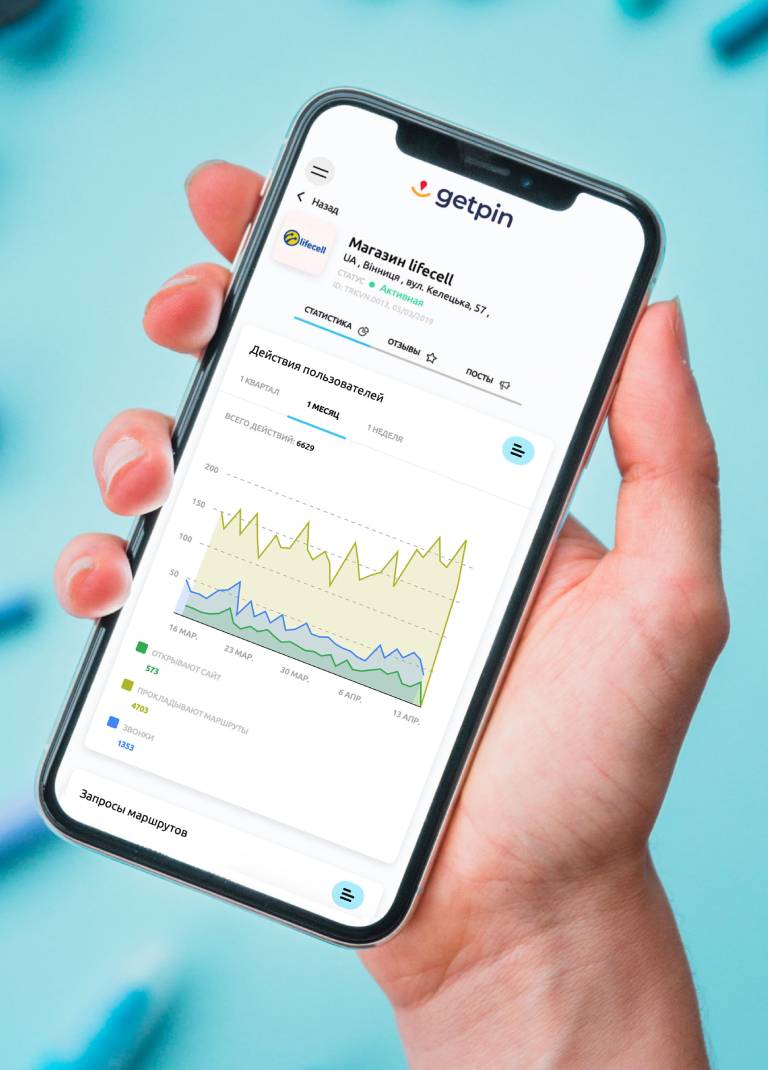 getpin
Назад
lifecell
Магазин lifecell
UA , Вінниця , вул. Келецька, 57 ,
СТАТУС Активная
ID: TRKVN.0013, 05/03/2019
СТАТИСТИКА
ОТЗЫВЫ
ПОСТЫ
Действия пользователей
1 КВАРТАЛ
1 МЕСЯЦ
1 НЕДЕЛЯ
ВСЕГО ДЕЙСТВИЙ: 6629
200
150
100
50
16 МАР.
23 МАР.
30 МАР.
6 АПР.
13 АПР.
ОТКРЫВАЮТ САЙТ
573
ПРОКЛАДЫВАЮТ МАРШРУТЫ
4703
ЗВОНКИ
1353
Запросы маршрутов